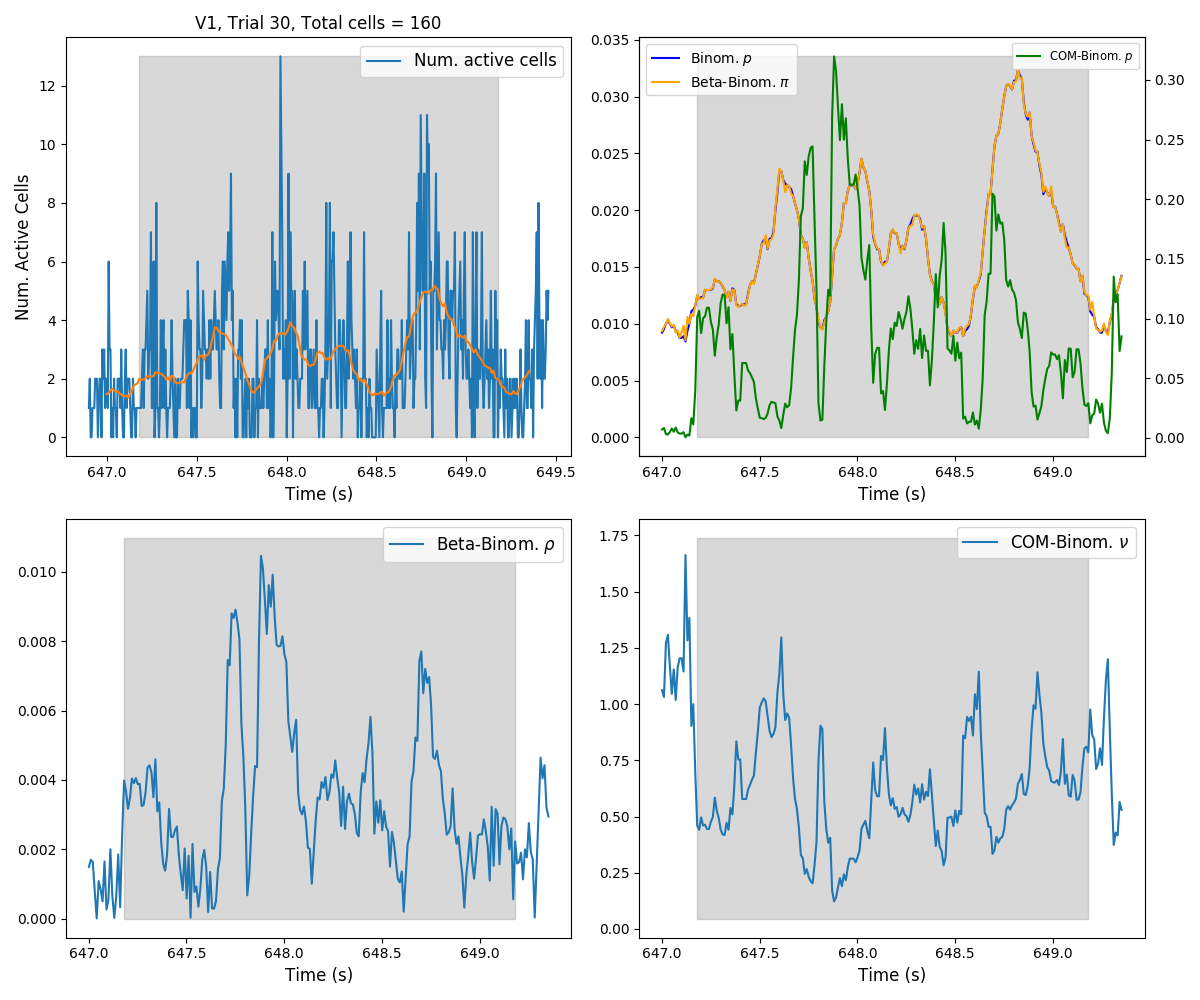 V1, Trial 30, Total cells = 160
Num. active cells
Num. Active Cells
12
10
8
6
4
2
0
647.0 647.5 648.0 648.5 649.0 649.5
Time (s)
Binom. p
Beta-Binom. π
COM-Binom. p
0.035
0.030
0.025
0.020
0.015
0.010
0.005
0.000
0.30
0.25
0.20
0.15
0.10
0.05
0.00
647.0 647.5 648.0 648.5 649.0
Time (s)
Beta-Binom. ρ
0.010
0.008
0.006
0.004
0.002
0.000
647.0 647.5 648.0 648.5 649.0
Time (s)
COM-Binom. ν
1.75
1.50
1.25
1.00
0.75
0.50
0.25
0.00
647.0 647.5 648.0 648.5 649.0
Time (s)